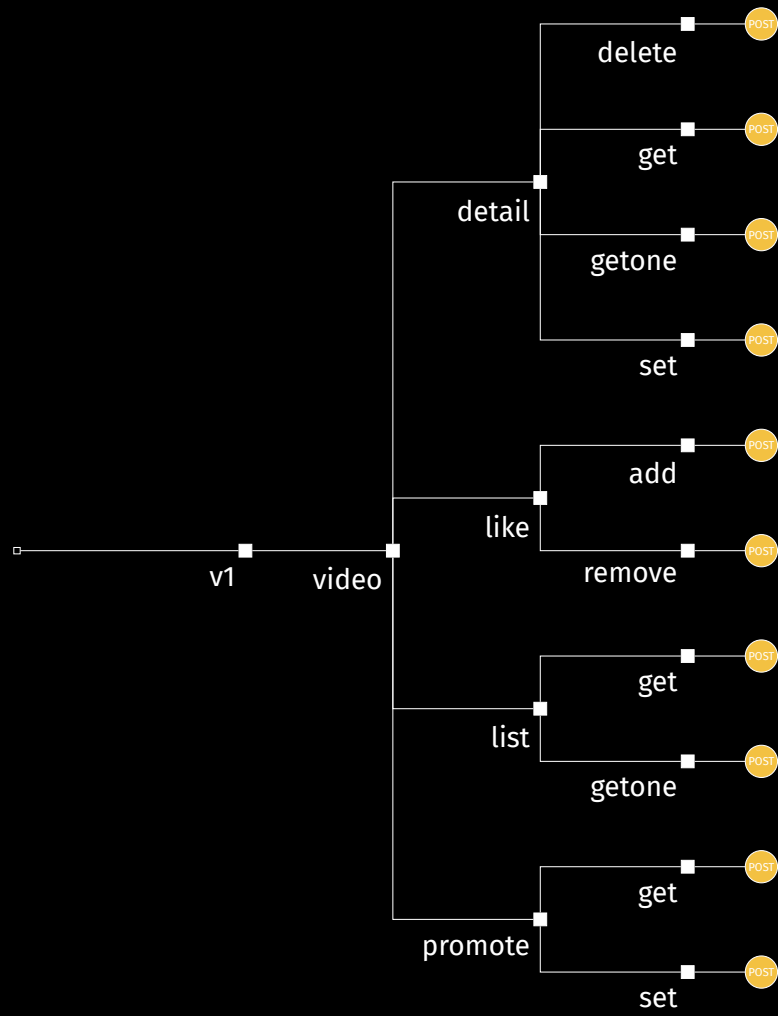 POST
delete
POST
get
detail
POST
getone
POST
set
POST
add
like
POST
remove
v1
video
POST
get
list
POST
getone
POST
get
promote
POST
set